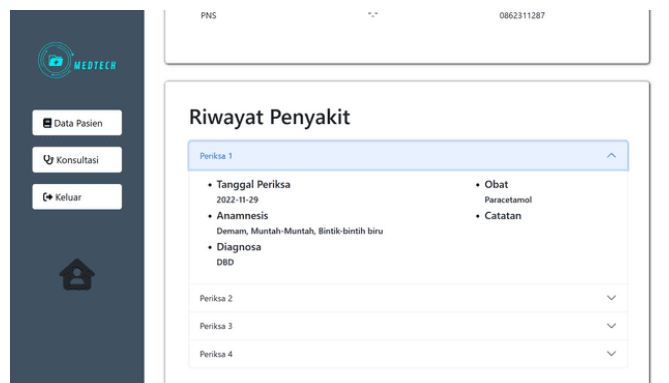 PNS
"-"
0862311287
MEDTECH
Data Pasien
Konsultasi
Keluar
Riwayat Penyakit
Periksa 1
Tanggal Periksa
2022-11-29
Anamnesis
Demam, Muntah-Muntah, Bintik-bintih biru
Diagnosa
DBD
Obat
Paracetamol
Catatan
Periksa 2
Periksa 3
Periksa 4